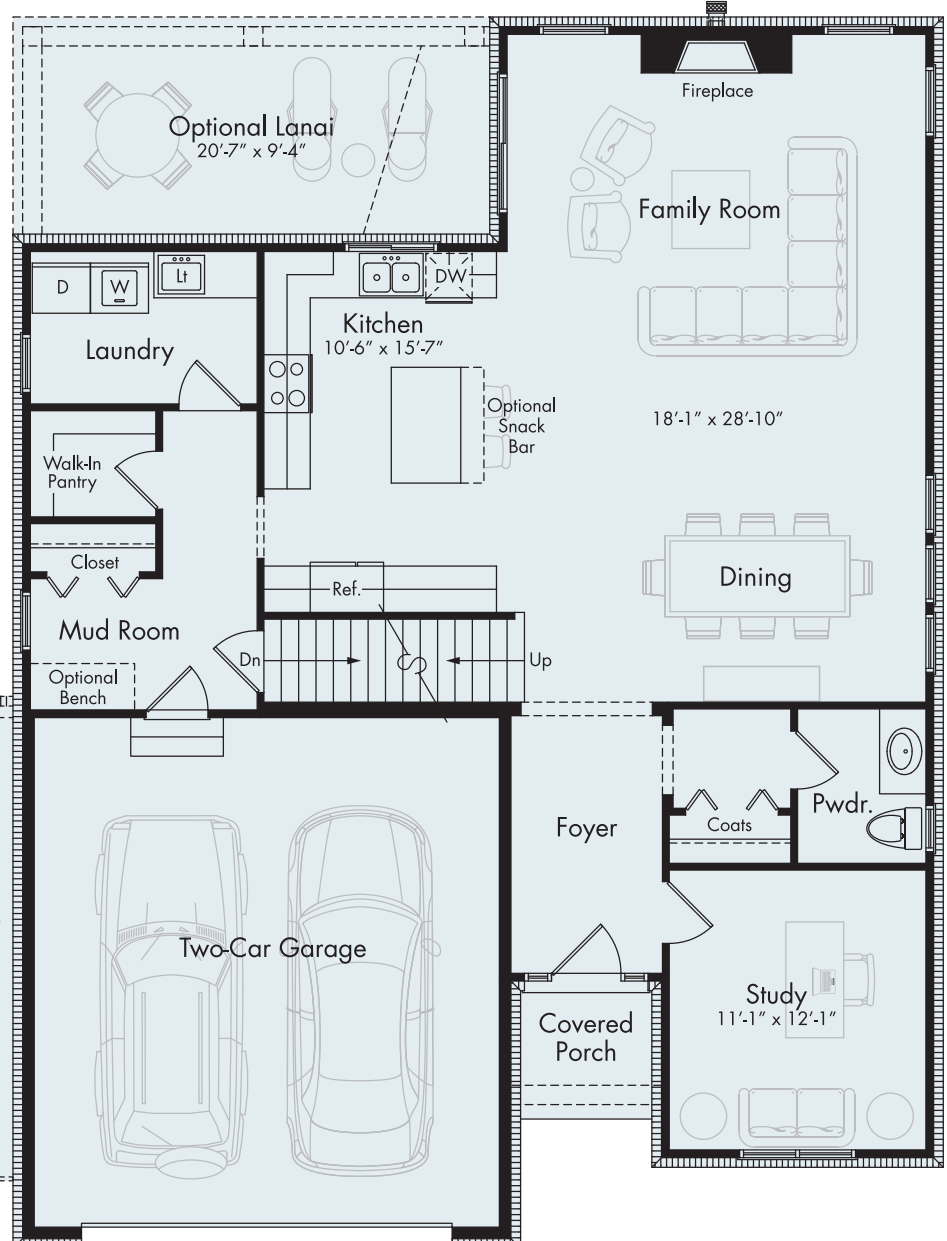 Fireplace
Optional Lanai
20'-7" x 9'-4"
Family Room
D
W
Lt
DW
Kitchen
10'-6" x 15'-7"
Laundry
Optional
Snack
Bar
18'-1" x 28'-10"
Walk-In
Pantry
Closet
Ref.
Dining
Mud Room
Dn
Up
Optional
Bench
Pwdr.
Coats
Foyer
Two-Car Garage
Study
11'-1" x 12'-1"
Covered
Porch